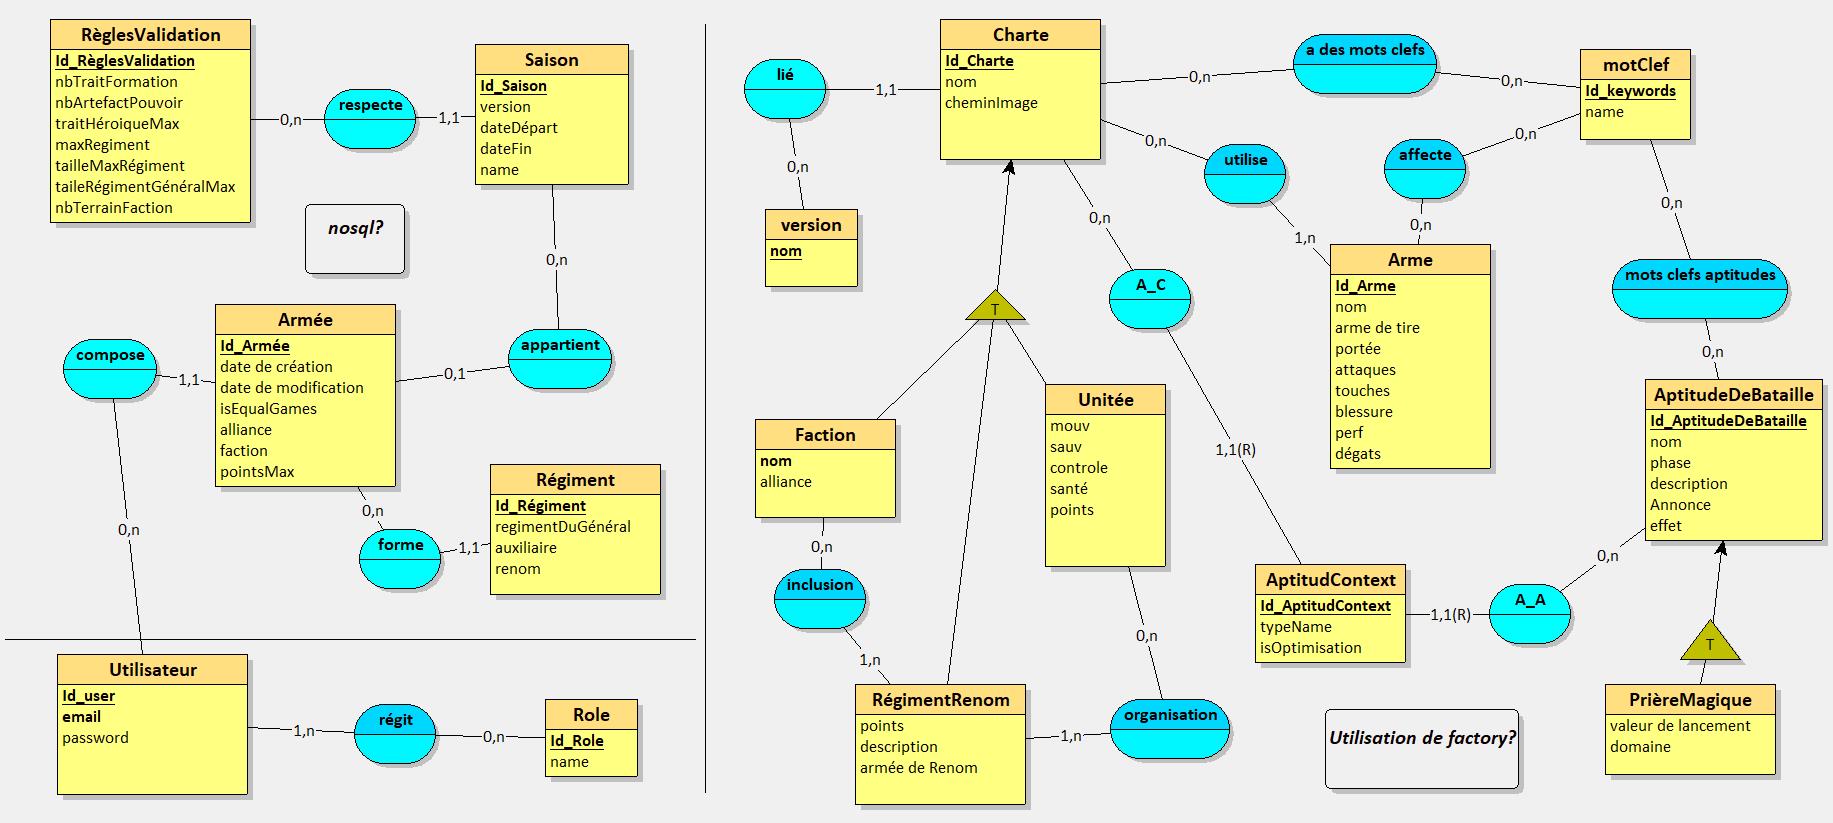 RèglesValidation
Id_RèglesValidation
nbTraitFormation
nbArtefactPouvoir
traitHéroiqueMax
maxRegiment
tailleMaxRégiment
taileRégimentGénéralMax
nbTerrainFaction
0,n
respecte
1,1
Saison
Id_Saison
version
dateDépart
dateFin
name
nosql?
0,n
appartient
0,1
Armée
Id_Armée
date de création
date de modification
isEqualGames
alliance
faction
pointsMax
compose
1,1
0,n
0,n
forme
1,1
Régiment
Id_Régiment
regimentDuGénéral
auxiliaire
renom
Utilisateur
Id_user
email
password
1,n
régit
0,n
Role
Id_Role
name
lié
1,1
0,n
version
nom
Charte
Id_Charte
nom
cheminImage
0,n
a des mots clefs
0,n
motClef
Id_keywords
name
0,n
utilise
1,n
affecte
0,n
0,n
Arme
Id_Arme
nom
arme de tire
portée
attaques
touches
blessure
perf
dégats
0,n
mots clefs aptitudes
0,n
0,n
A_C
1,1(R)
T
Faction
nom
alliance
Unitée
mouv
sauv
controle
santé
points
0,n
inclusion
1,n
RégimentRenom
points
description
armée de Renom
1,n
organisation
0,n
AptitudContext
Id_AptitudContext
typeName
isOptimisation
1,1(R)
A_A
0,n
AptitudeDeBataille
Id_AptitudeDeBataille
nom
phase
description
Annonce
effet
T
PrièreMagique
valeur de lancement
domaine
Utilisation de factory?